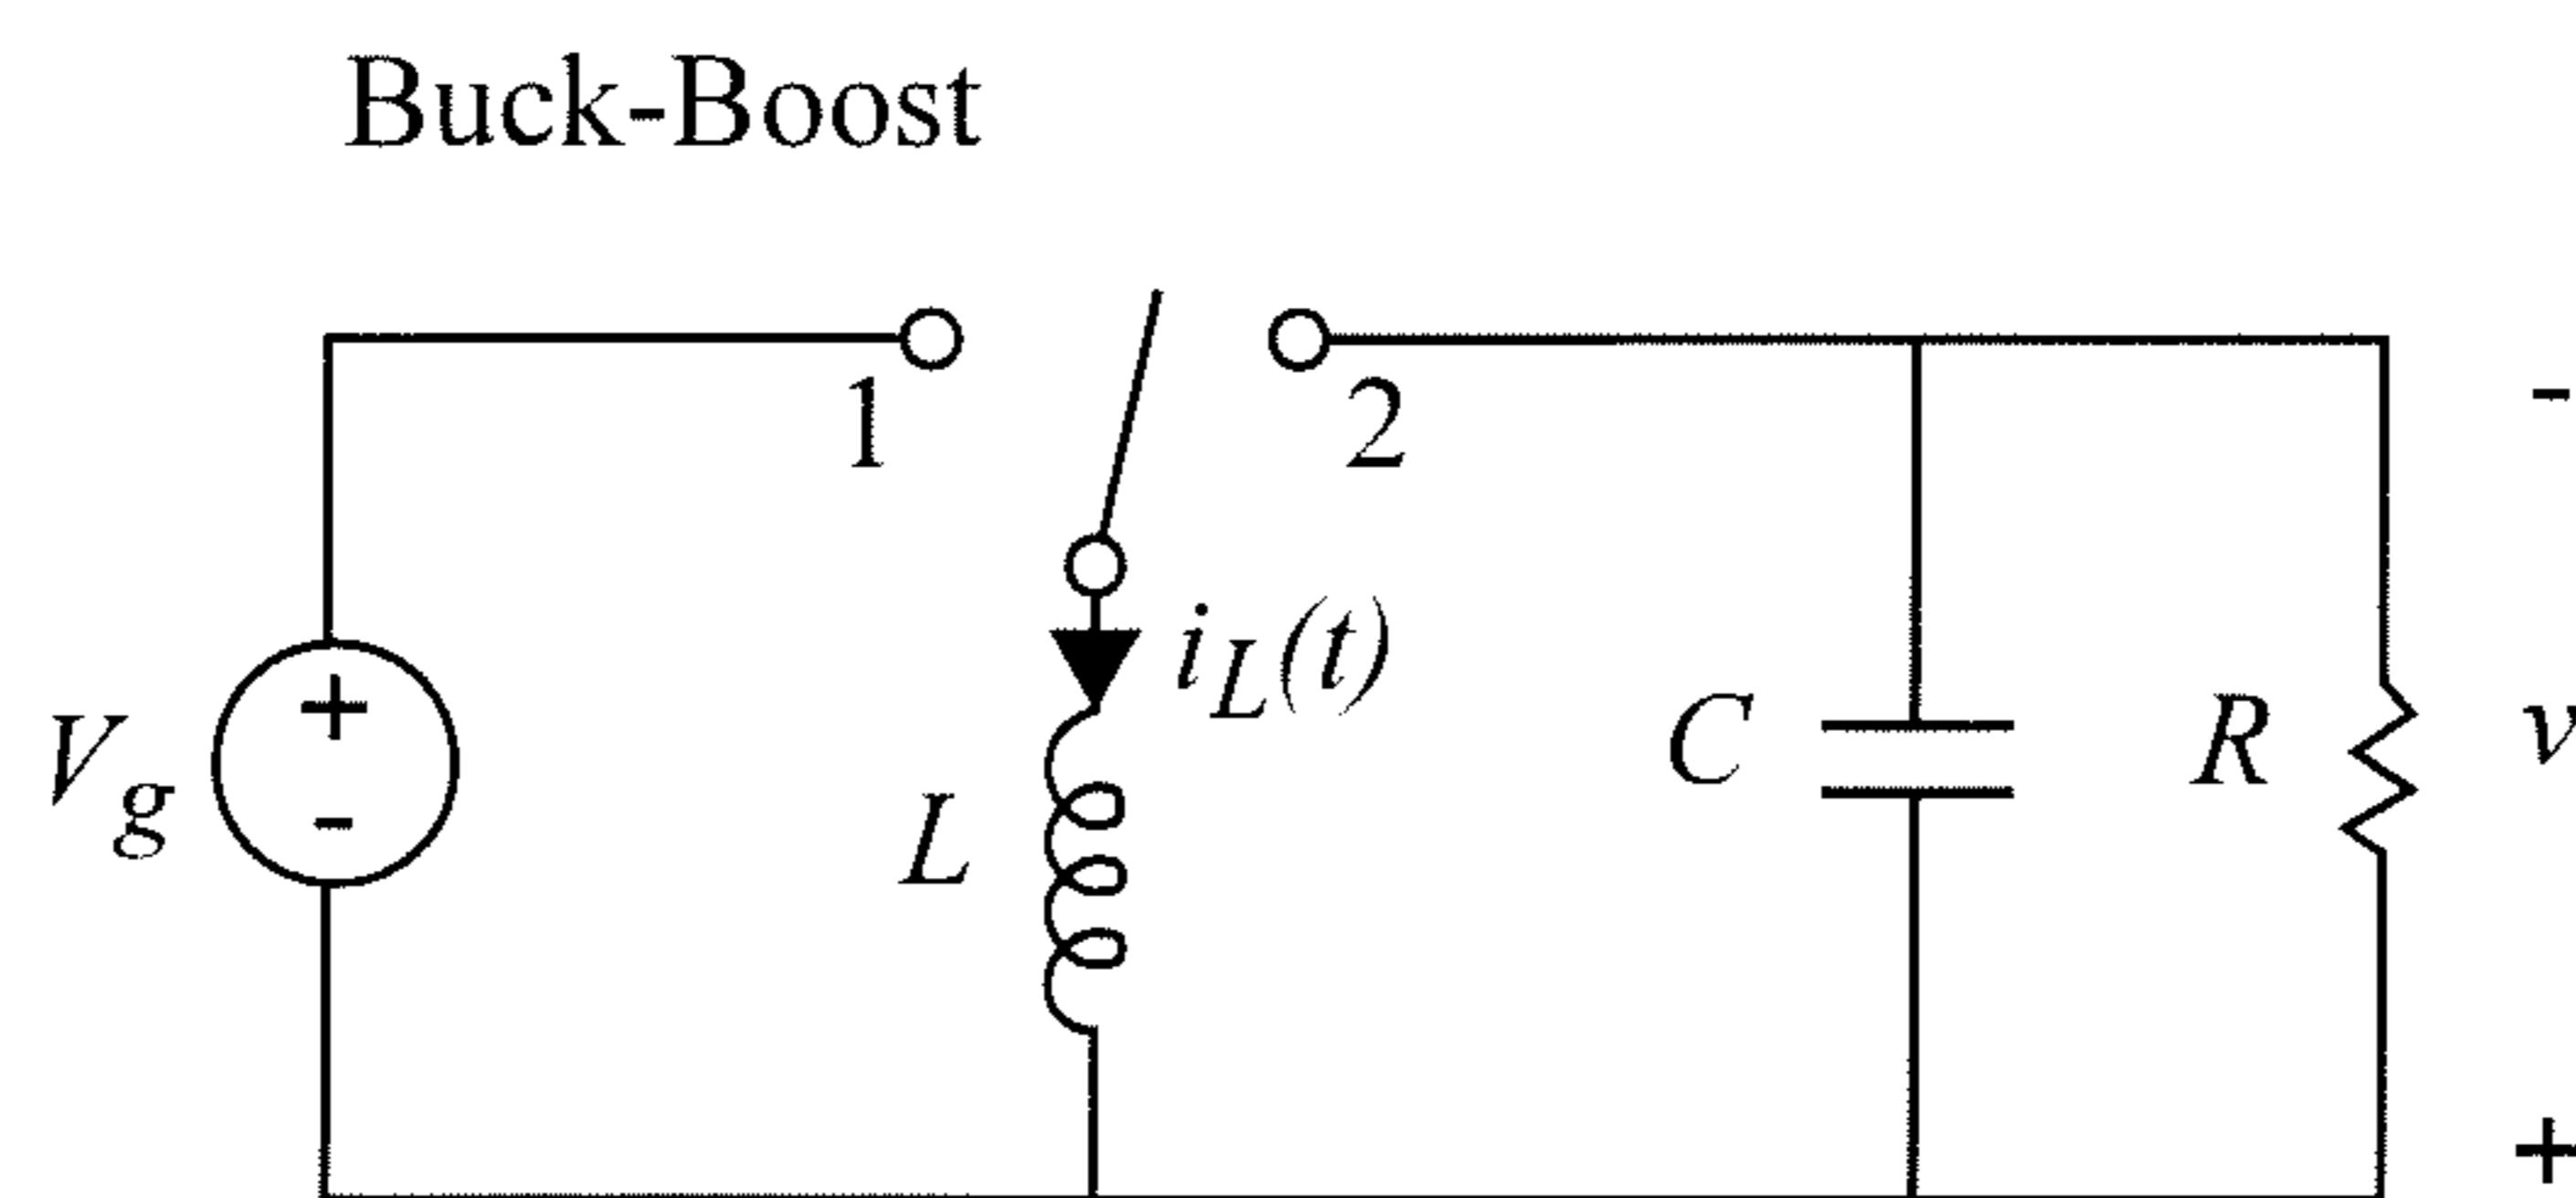 Buck-Boost
1
2
-
i_L(t)
+
V_g
-
L
C
R
v
+